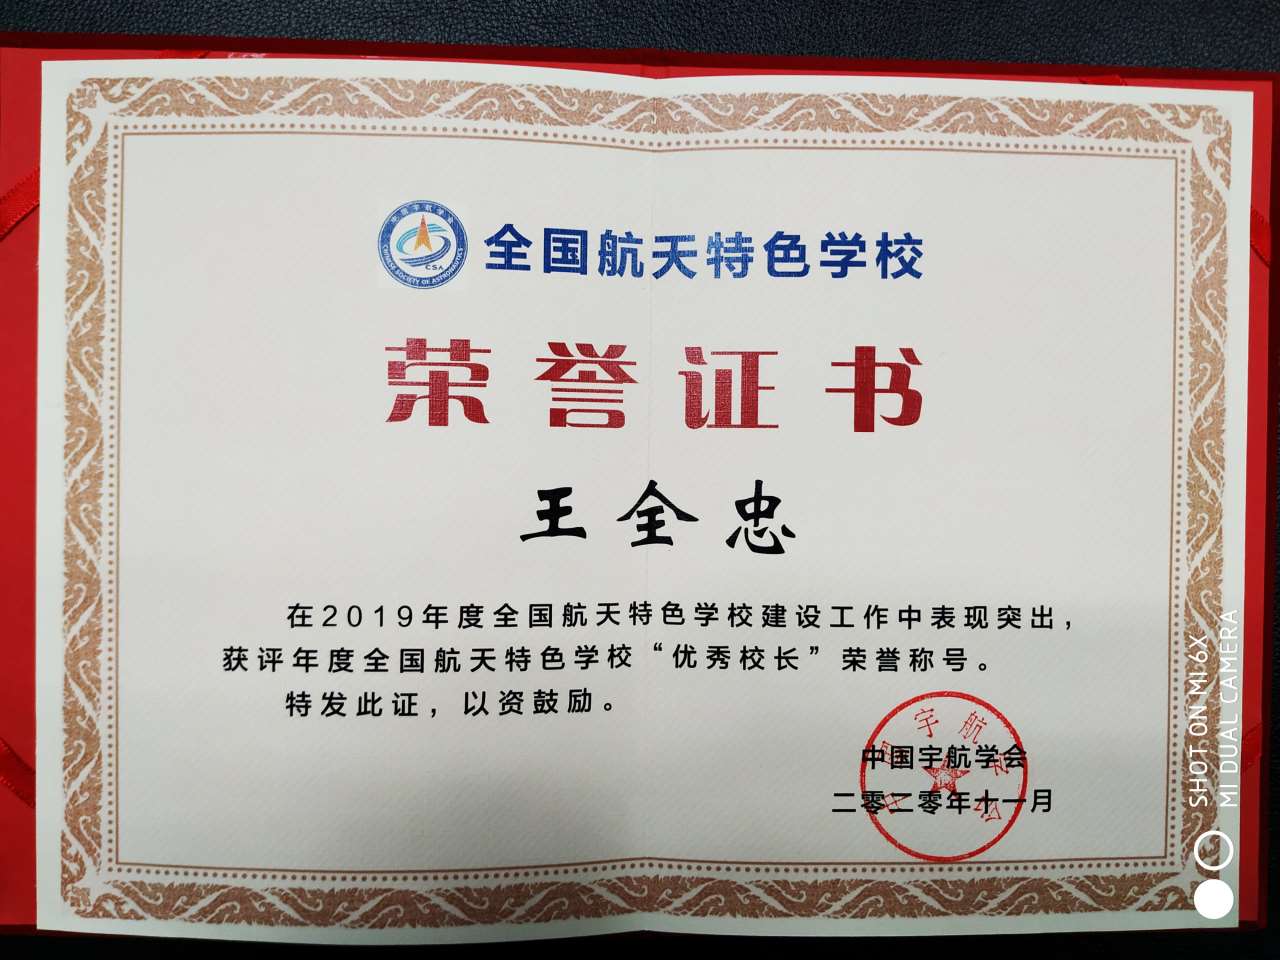 中国宇航学会
CHINESE SOCIETY OF ASTRONAUTICS
CSA
全国航天特色学校
荣誉证书
王全忠
在2019年度全国航天特色学校建设工作中表现突出，
获评年度全国航天特色学校“优秀校长”荣誉称号。
特发此证，以资鼓励。
中国宇航学会
二零二零年十一月
中国宇航学会
SHOT ON MI 6X
MI DUAL CAMERA